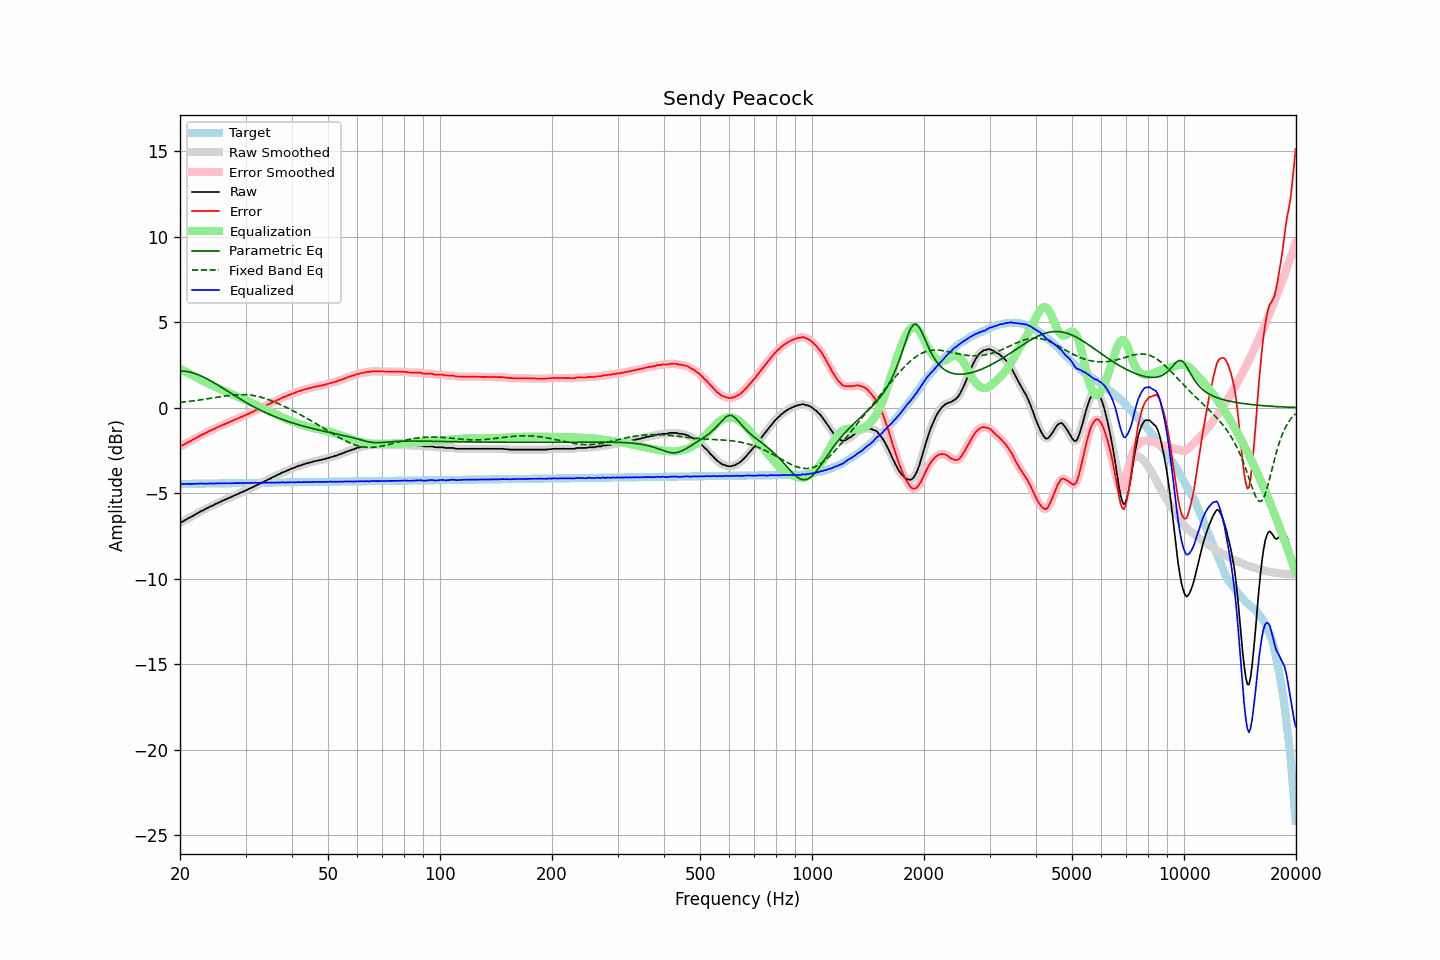 Sendy Peacock
Target
Raw Smoothed
Error Smoothed
Raw
Error
Equalization
Parametric Eq
Fixed Band Eq
Equalized
15
10
5
0
−5
−10
−15
−20
−25
Amplitude (dBr)
20 50 100 200 500 1000 2000 5000 10000 20000
Frequency (Hz)